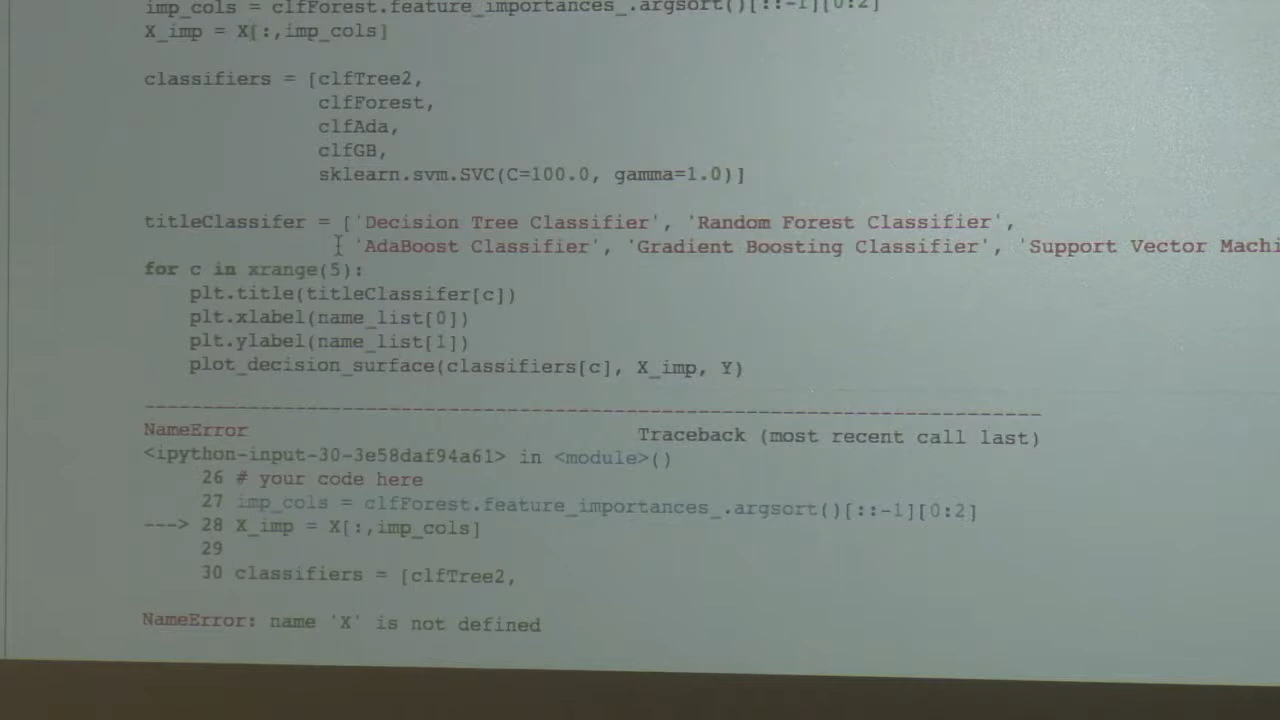 imp_cols = clfForest.feature_importances_.argsort()[::-1][0:2]
X_imp = X[:,imp_cols]
classifiers = [clfTree2,
clfForest,
clfAda,
clfGB,
sklearn.svm.SVC(C=100.0, gamma=1.0)]
titleClassifer = ['Decision Tree Classifier', 'Random Forest Classifier',
'AdaBoost Classifier', 'Gradient Boosting Classifier', 'Support Vector Machi
for c in xrange(5):
plt.title(titleClassifer[c])
plt.xlabel(name_list[0])
plt.ylabel(name_list[1])
plot_decision_surface(classifiers[c], X_imp, Y)
---------------------------------------------------------------------------
NameError Traceback (most recent call last)
<ipython-input-30-3e58daf94a61> in <module>()
26 # your code here
27 imp_cols = clfForest.feature_importances_.argsort()[::-1][0:2]
---> 28 X_imp = X[:,imp_cols]
29
30 classifiers = [clfTree2,
NameError: name 'X' is not defined